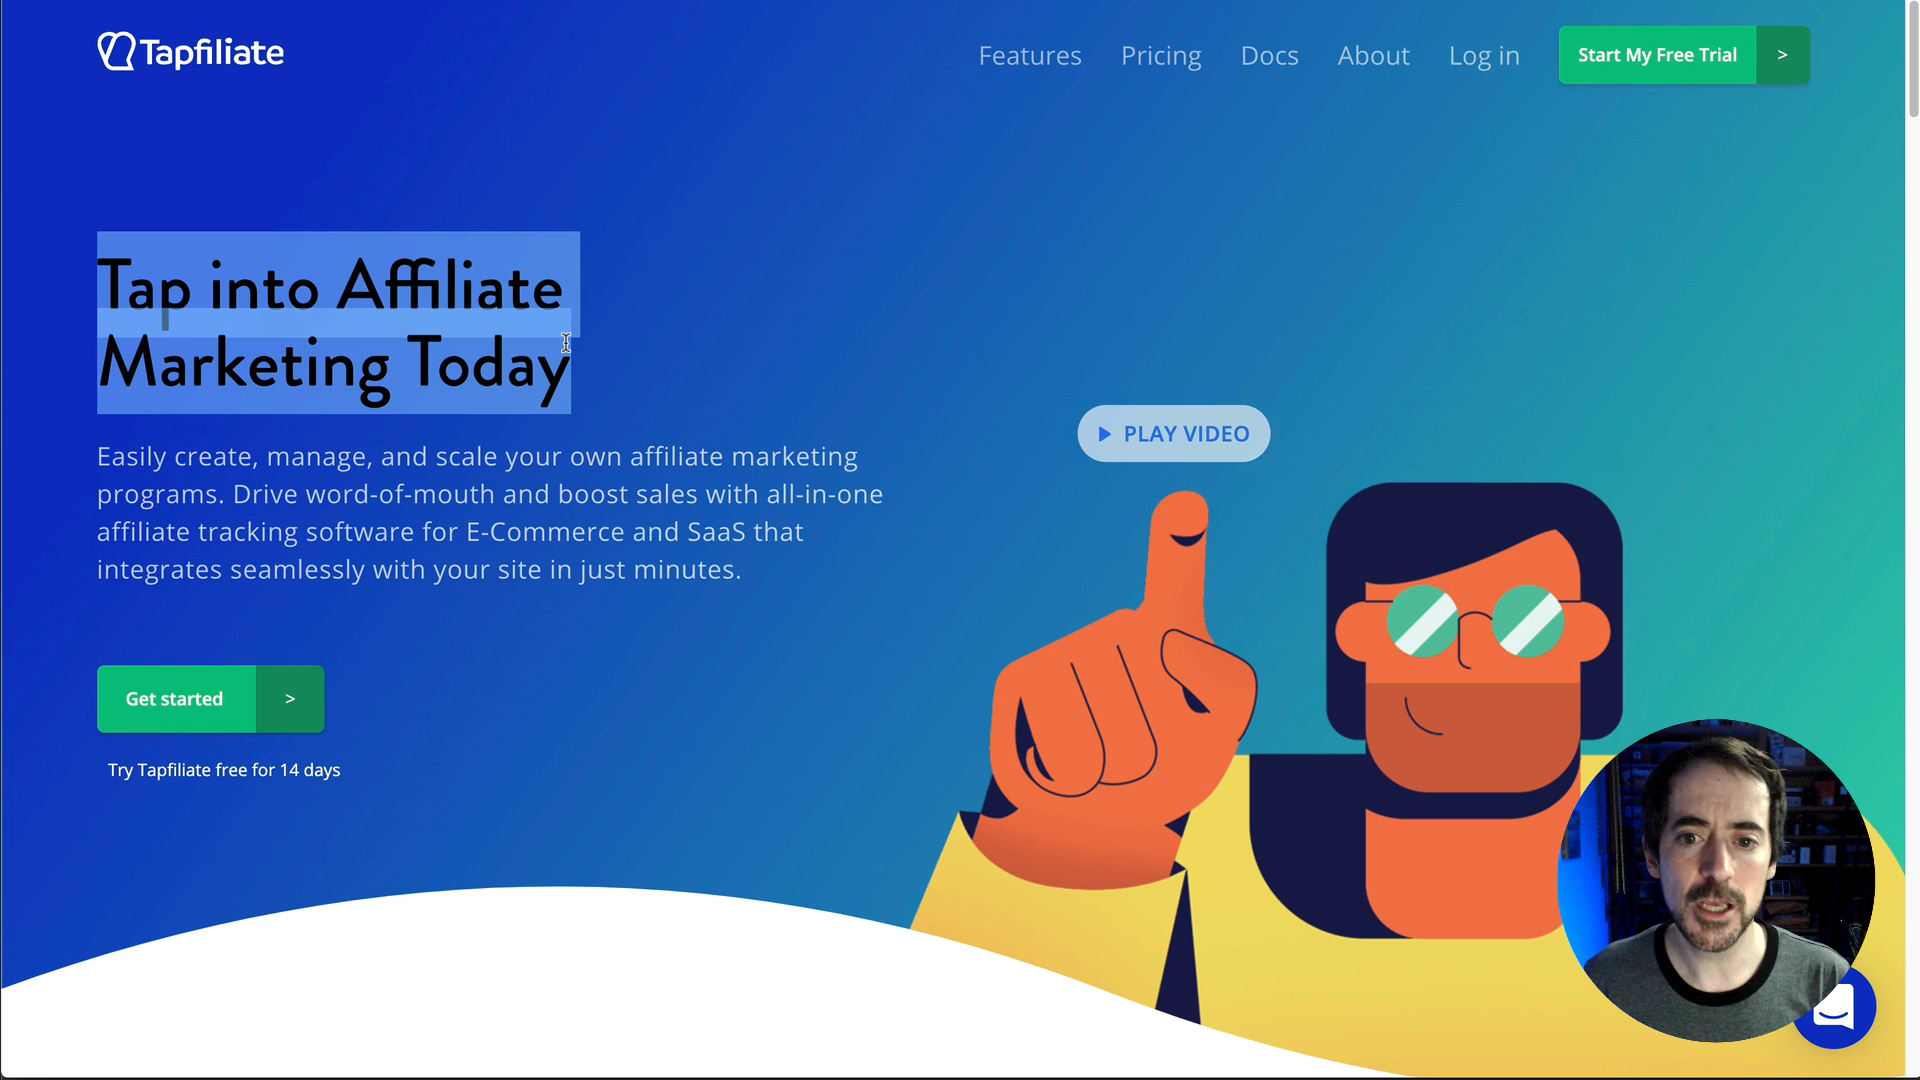 Tapfiliate
Features
Pricing
Docs
About
Log in
Start My Free Trial >
Tap into Affiliate
Marketing Today
PLAY VIDEO
Easily create, manage, and scale your own affiliate marketing
programs. Drive word-of-mouth and boost sales with all-in-one
affiliate tracking software for E-Commerce and SaaS that
integrates seamlessly with your site in just minutes.
Get started >
Try Tapfiliate free for 14 days